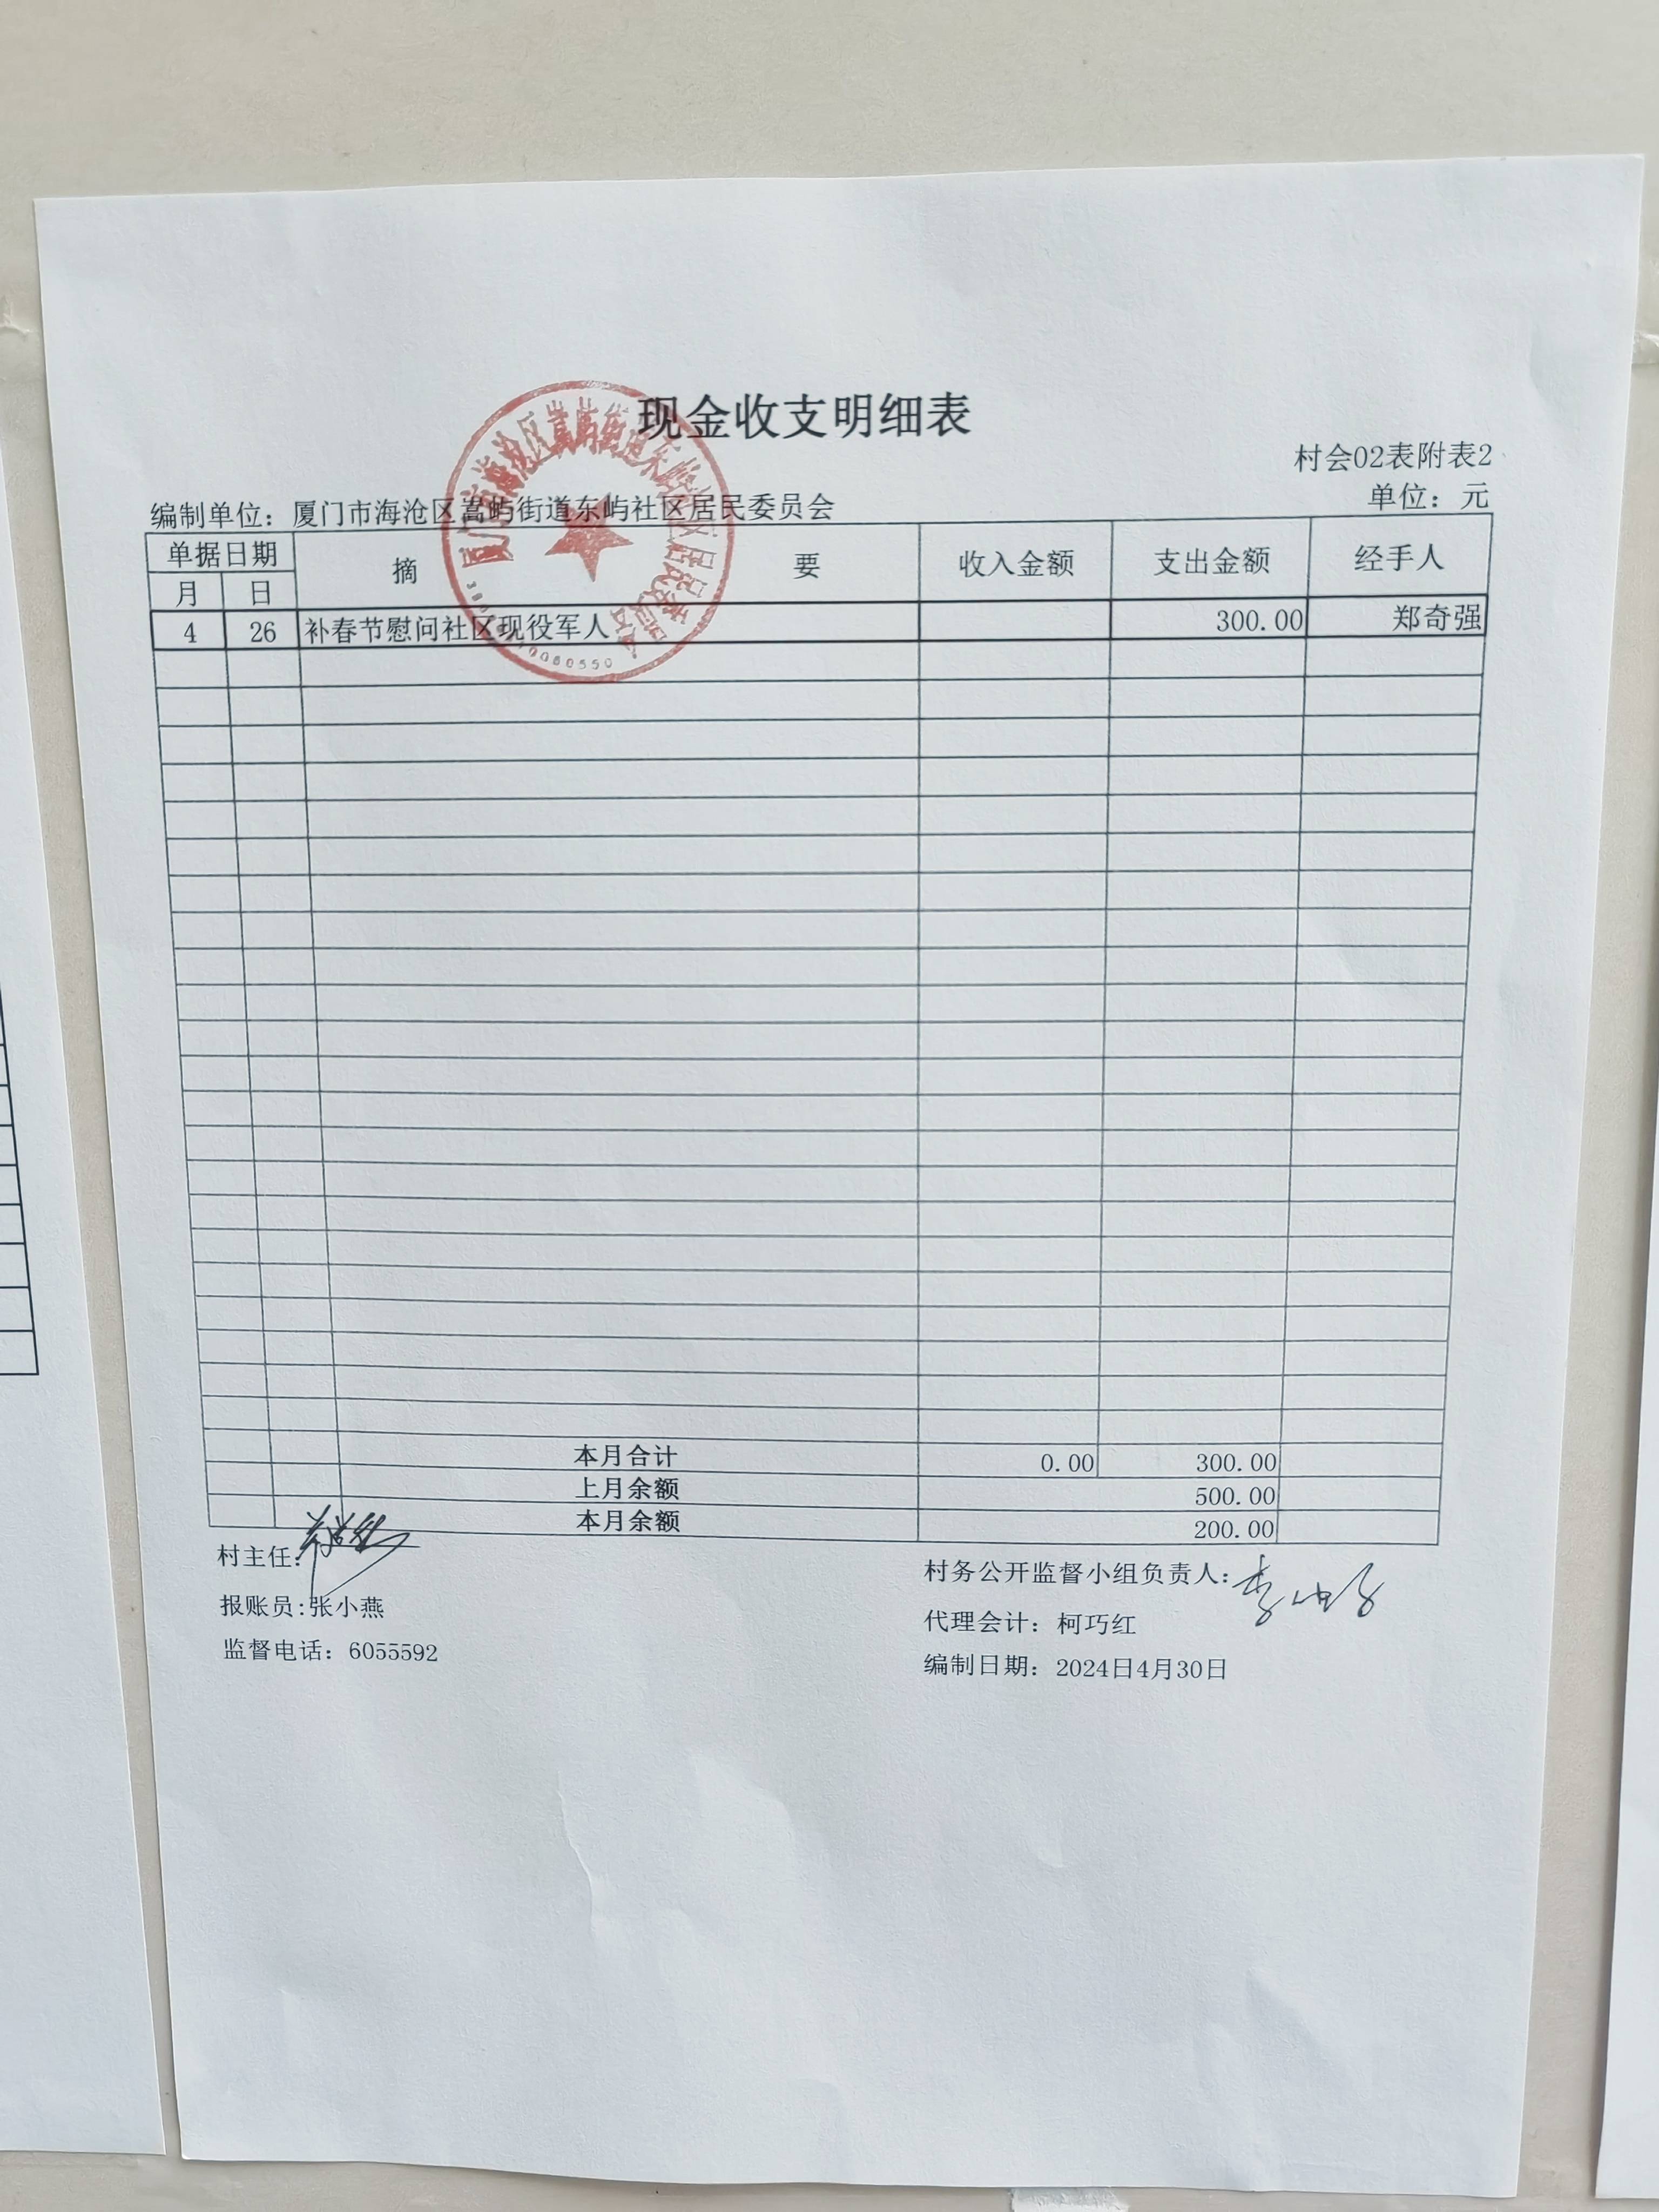 现金收支明细表
村会02表附表2
编制单位：厦门市海沧区嵩屿街道东屿社区居民委员会
单位：元
单据日期 摘 要 收入金额 支出金额 经手人
月 日
4 26 补春节慰问社区现役军人 300.00 郑奇强
本月合计 0.00 300.00
上月余额 500.00
本月余额 200.00
村主任：
村务公开监督小组负责人：
报账员:张小燕
代理会计：柯巧红
监督电话：6055592
编制日期：2024日4月30日